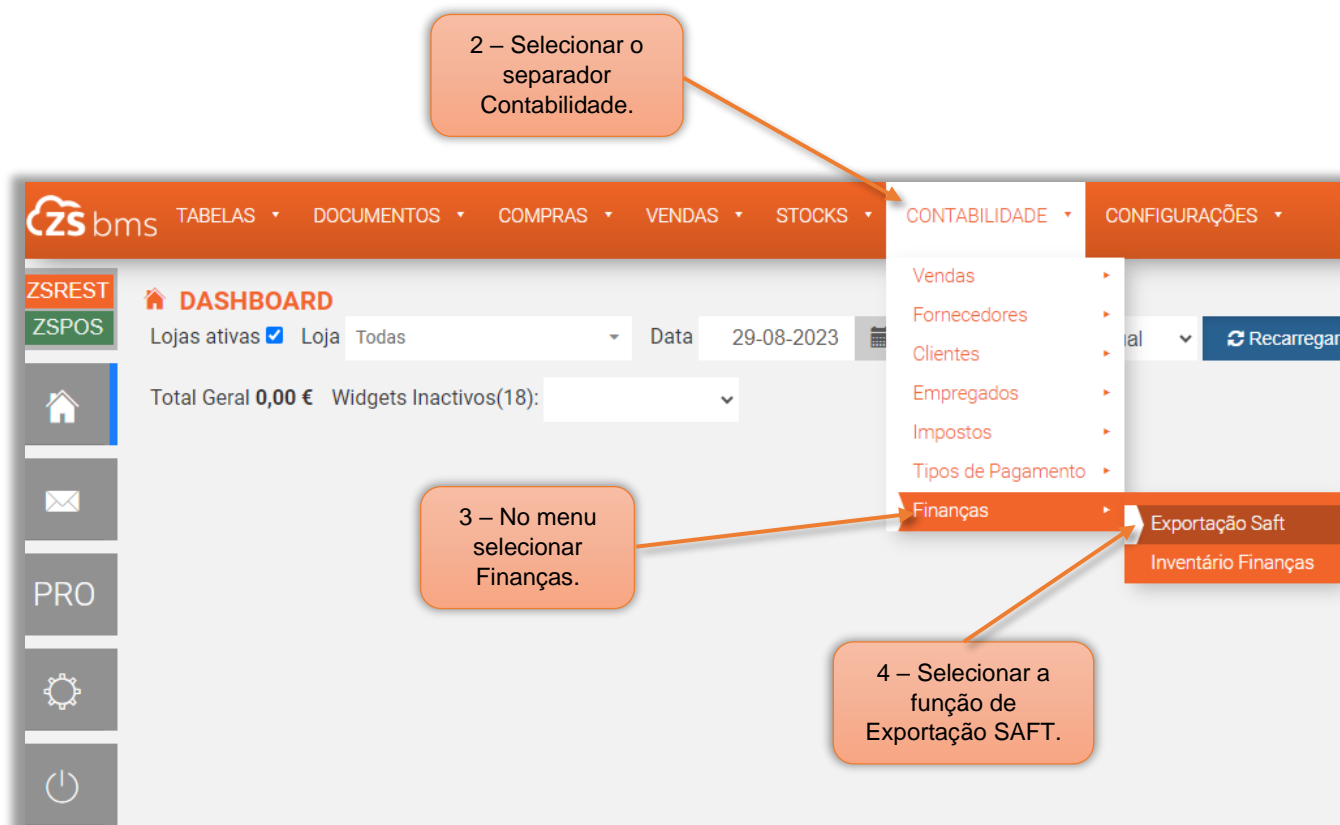 2 – Selecionar o
separador
Contabilidade.
zs bms TABELAS DOCUMENTOS COMPRAS VENDAS STOCKS CONTABILIDADE CONFIGURAÇÕES
ZSREST
ZSPOS
DASHBOARD
Lojas ativas Loja Todas Data 29-08-2023 Recarregar
Total Geral 0,00 € Widgets Inactivos(18):
Vendas
Fornecedores
Clientes
Empregados
Impostos
Tipos de Pagamento
Finanças
Exportação Saft
Inventário Finanças
3 – No menu
selecionar
Finanças.
PRO
4 – Selecionar a
função de
Exportação SAFT.